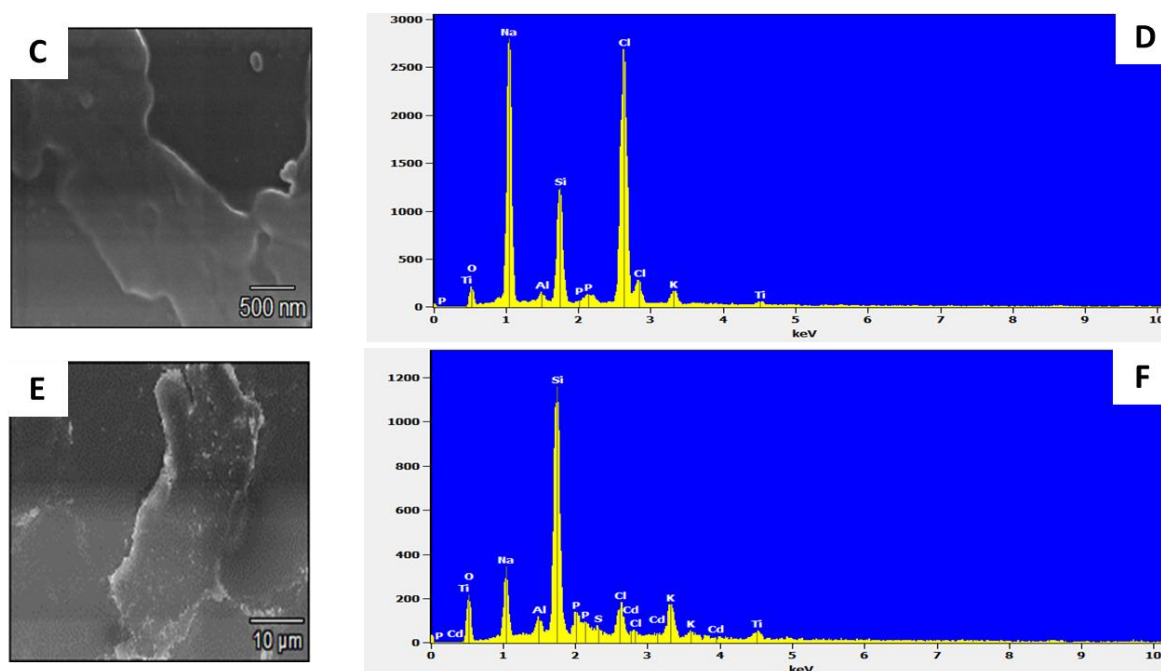 C
500 nm
D
3000
2500
2000
1500
1000
500
0
Na
Cl
Si
O
Ti
P
Al
P
P
Cl
K
Ti
0 1 2 3 4 5 6 7 8 9 10
keV
E
10 µm
F
1200
1000
800
600
400
200
0
Si
Na
O
Ti
P
Cd
Al
P
P
S
Cl
Cd
Cl
Cd
K
K
Cd
Ti
0 1 2 3 4 5 6 7 8 9 10
keV